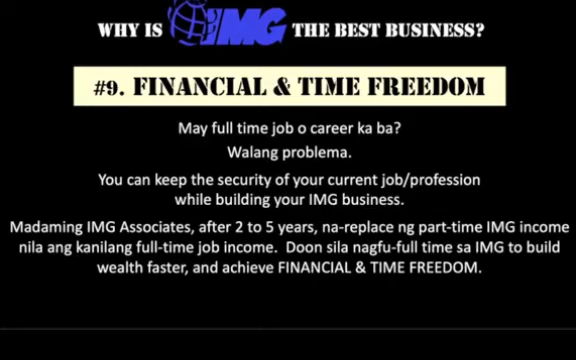 WHY IS IMG THE BEST BUSINESS?
#9. FINANCIAL & TIME FREEDOM
May full time job o career ka ba?
Walang problema.
You can keep the security of your current job/profession
while building your IMG business.
Madaming IMG Associates, after 2 to 5 years, na-replace ng part-time IMG income
nila ang kanilang full-time job income.  Doon sila nagfu-full time sa IMG to build
wealth faster, and achieve FINANCIAL & TIME FREEDOM.